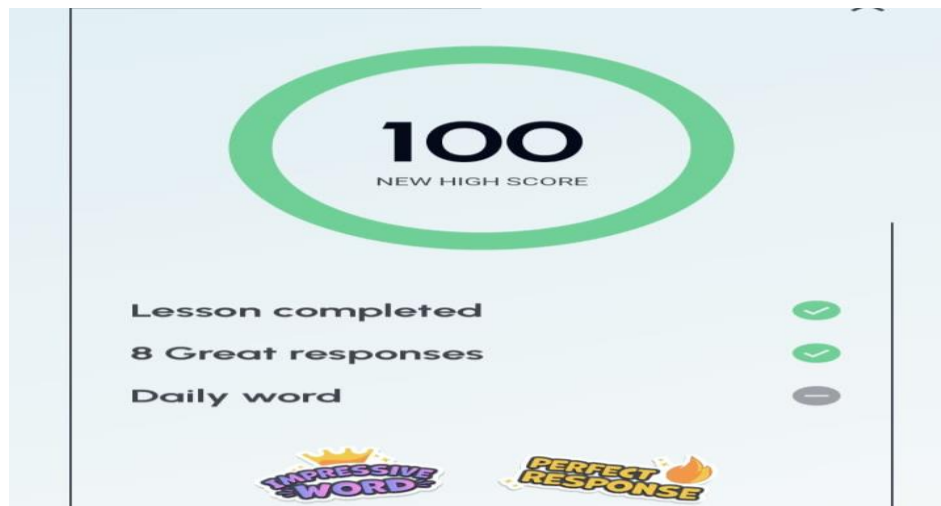 100
NEW HIGH SCORE
Lesson completed
8 Great responses
Daily word
IMPRESSIVE
WORD
PERFECT
RESPONSE